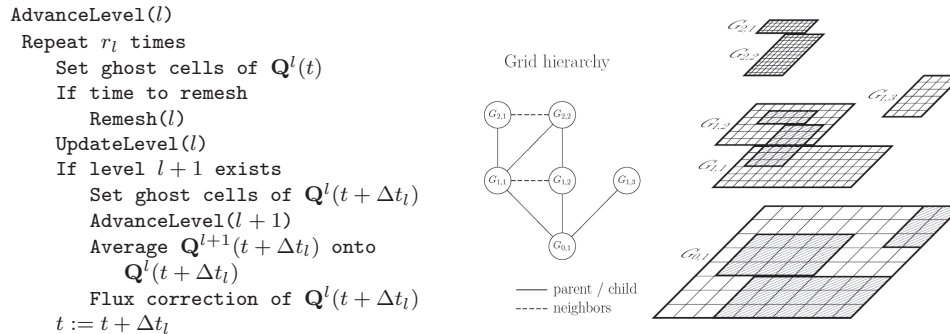 AdvanceLevel(l)
Repeat r_l times
Set ghost cells of Q^l(t)
If time to remesh
Remesh(l)
UpdateLevel(l)
If level l + 1 exists
Set ghost cells of Q^l(t + Δt_l)
AdvanceLevel(l + 1)
Average Q^{l+1}(t + Δt_l) onto
Q^l(t + Δt_l)
Flux correction of Q^l(t + Δt_l)
t := t + Δt_l
Grid hierarchy
G_{2,1} G_{2,2}
G_{1,1} G_{1,2} G_{1,3}
G_{0,1}
parent / child
neighbors
G_{2,1}
G_{2,2}
G_{1,3}
G_{1,2}
G_{1,1}
G_{0,1}